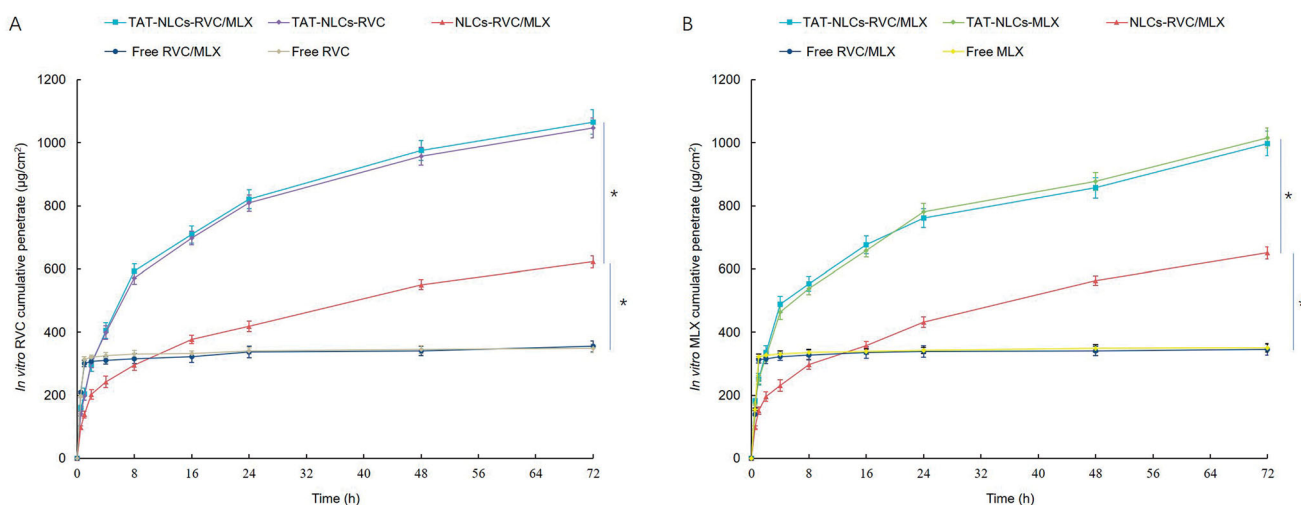 A
TAT-NLCs-RVC/MLX TAT-NLCs-RVC NLCs-RVC/MLX
Free RVC/MLX Free RVC
In vitro RVC cumulative penetrate (μg/cm²)
1200
1000
800
600
400
200
0
*
*
0 8 16 24 32 40 48 56 64 72
Time (h)
B
TAT-NLCs-RVC/MLX TAT-NLCs-MLX NLCs-RVC/MLX
Free RVC/MLX Free MLX
In vitro MLX cumulative penetrate (μg/cm²)
1200
1000
800
600
400
200
0
*
*
0 8 16 24 32 40 48 56 64 72
Time (h)